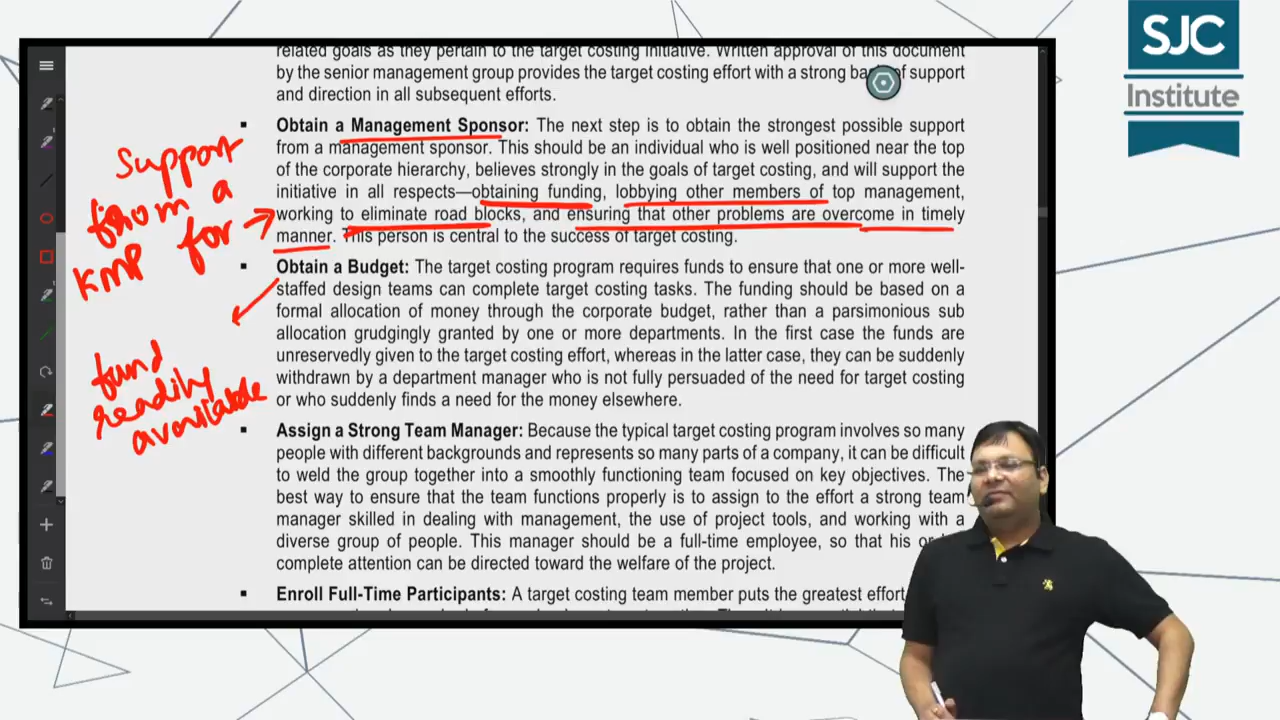 SJC
Institute
related goals as they pertain to the target costing initiative. Written approval of this document
by the senior management group provides the target costing effort with a strong of support
and direction in all subsequent efforts.
▪ Obtain a Management Sponsor: The next step is to obtain the strongest possible support
from a management sponsor. This should be an individual who is well positioned near the top
of the corporate hierarchy, believes strongly in the goals of target costing, and will support the
initiative in all respects—obtaining funding, lobbying other members of top management,
working to eliminate road blocks, and ensuring that other problems are overcome in timely
manner. This person is central to the success of target costing.
Support
from a
KMP for
▪ Obtain a Budget: The target costing program requires funds to ensure that one or more well-
staffed design teams can complete target costing tasks. The funding should be based on a
formal allocation of money through the corporate budget, rather than a parsimonious sub
allocation grudgingly granted by one or more departments. In the first case the funds are
unreservedly given to the target costing effort, whereas in the latter case, they can be suddenly
withdrawn by a department manager who is not fully persuaded of the need for target costing
or who suddenly finds a need for the money elsewhere.
fund
readily
available
▪ Assign a Strong Team Manager: Because the typical target costing program involves so many
people with different backgrounds and represents so many parts of a company, it can be difficult
to weld the group together into a smoothly functioning team focused on key objectives. The
best way to ensure that the team functions properly is to assign to the effort a strong team
manager skilled in dealing with management, the use of project tools, and working with a
diverse group of people. This manager should be a full-time employee, so that his or
complete attention can be directed toward the welfare of the project.
▪ Enroll Full-Time Participants: A target costing team member puts the greatest effort